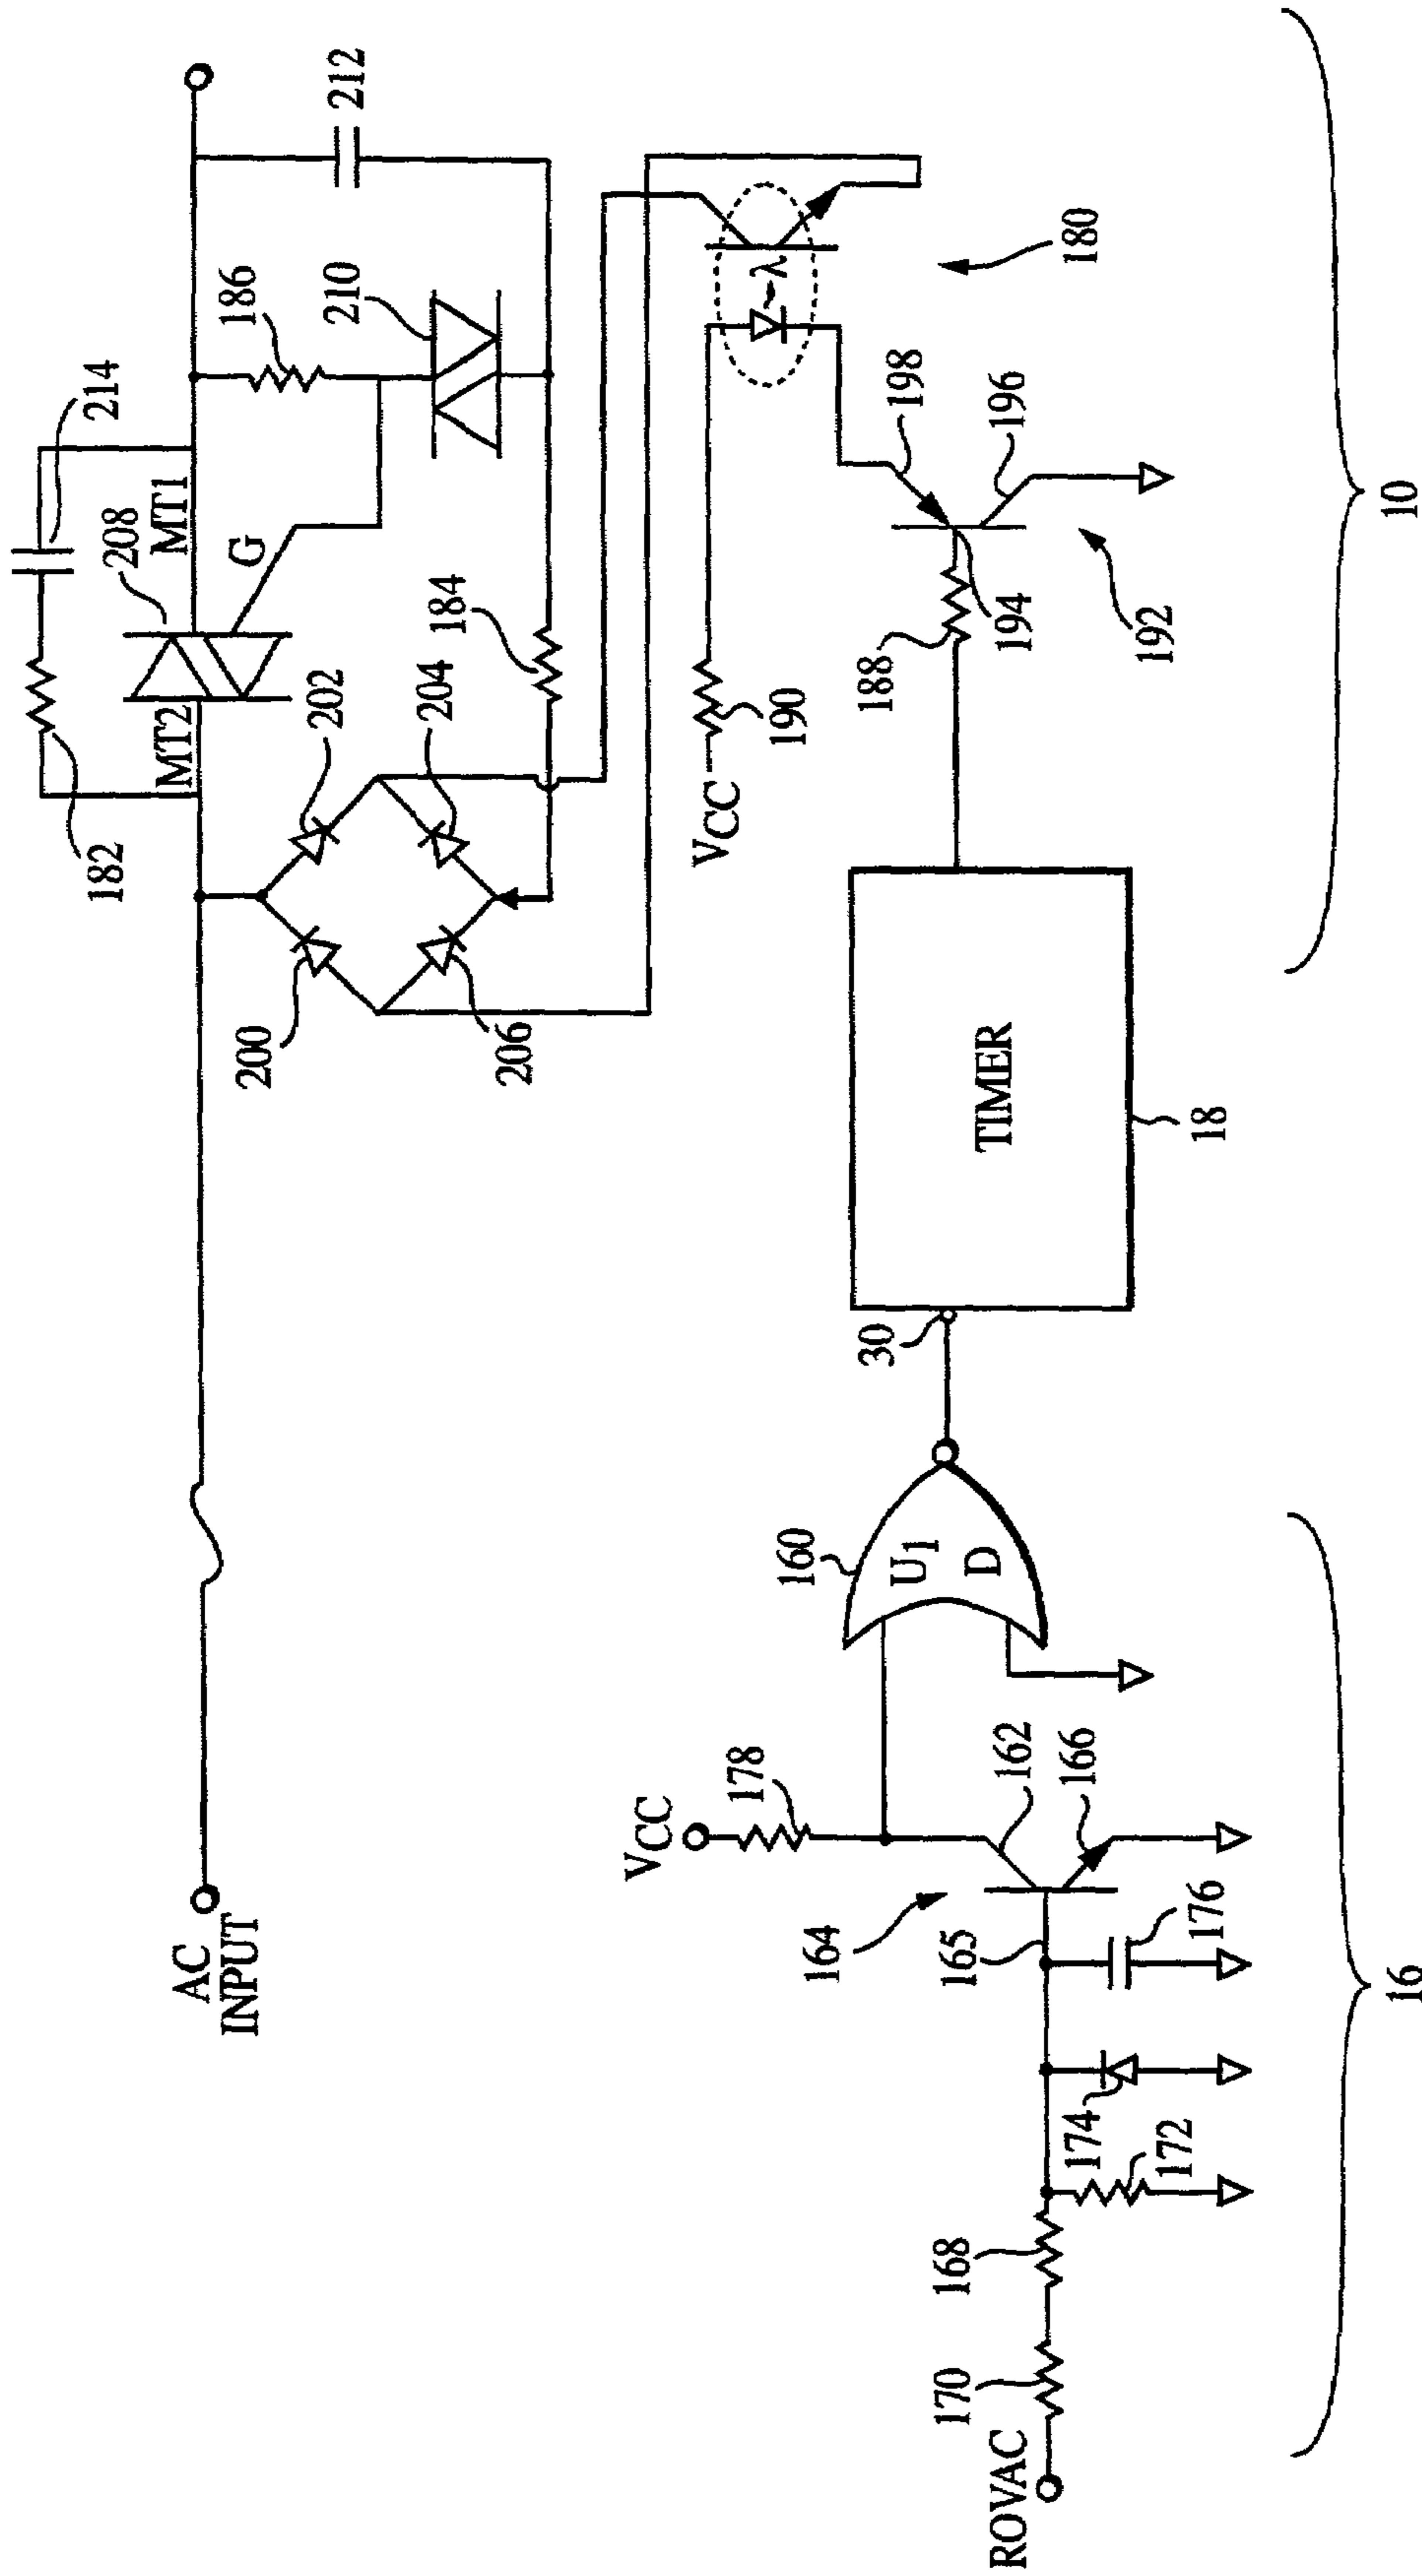 AC
INPUT
182
214
MT2
208
MT1
G
186
212
210
200
202
204
206
184
VCC
190
λ
180
198
196
188
194
192
10
TIMER
18
30
160
U1
D
VCC
178
164
162
165
166
176
174
172
168
170
ROVAC
16